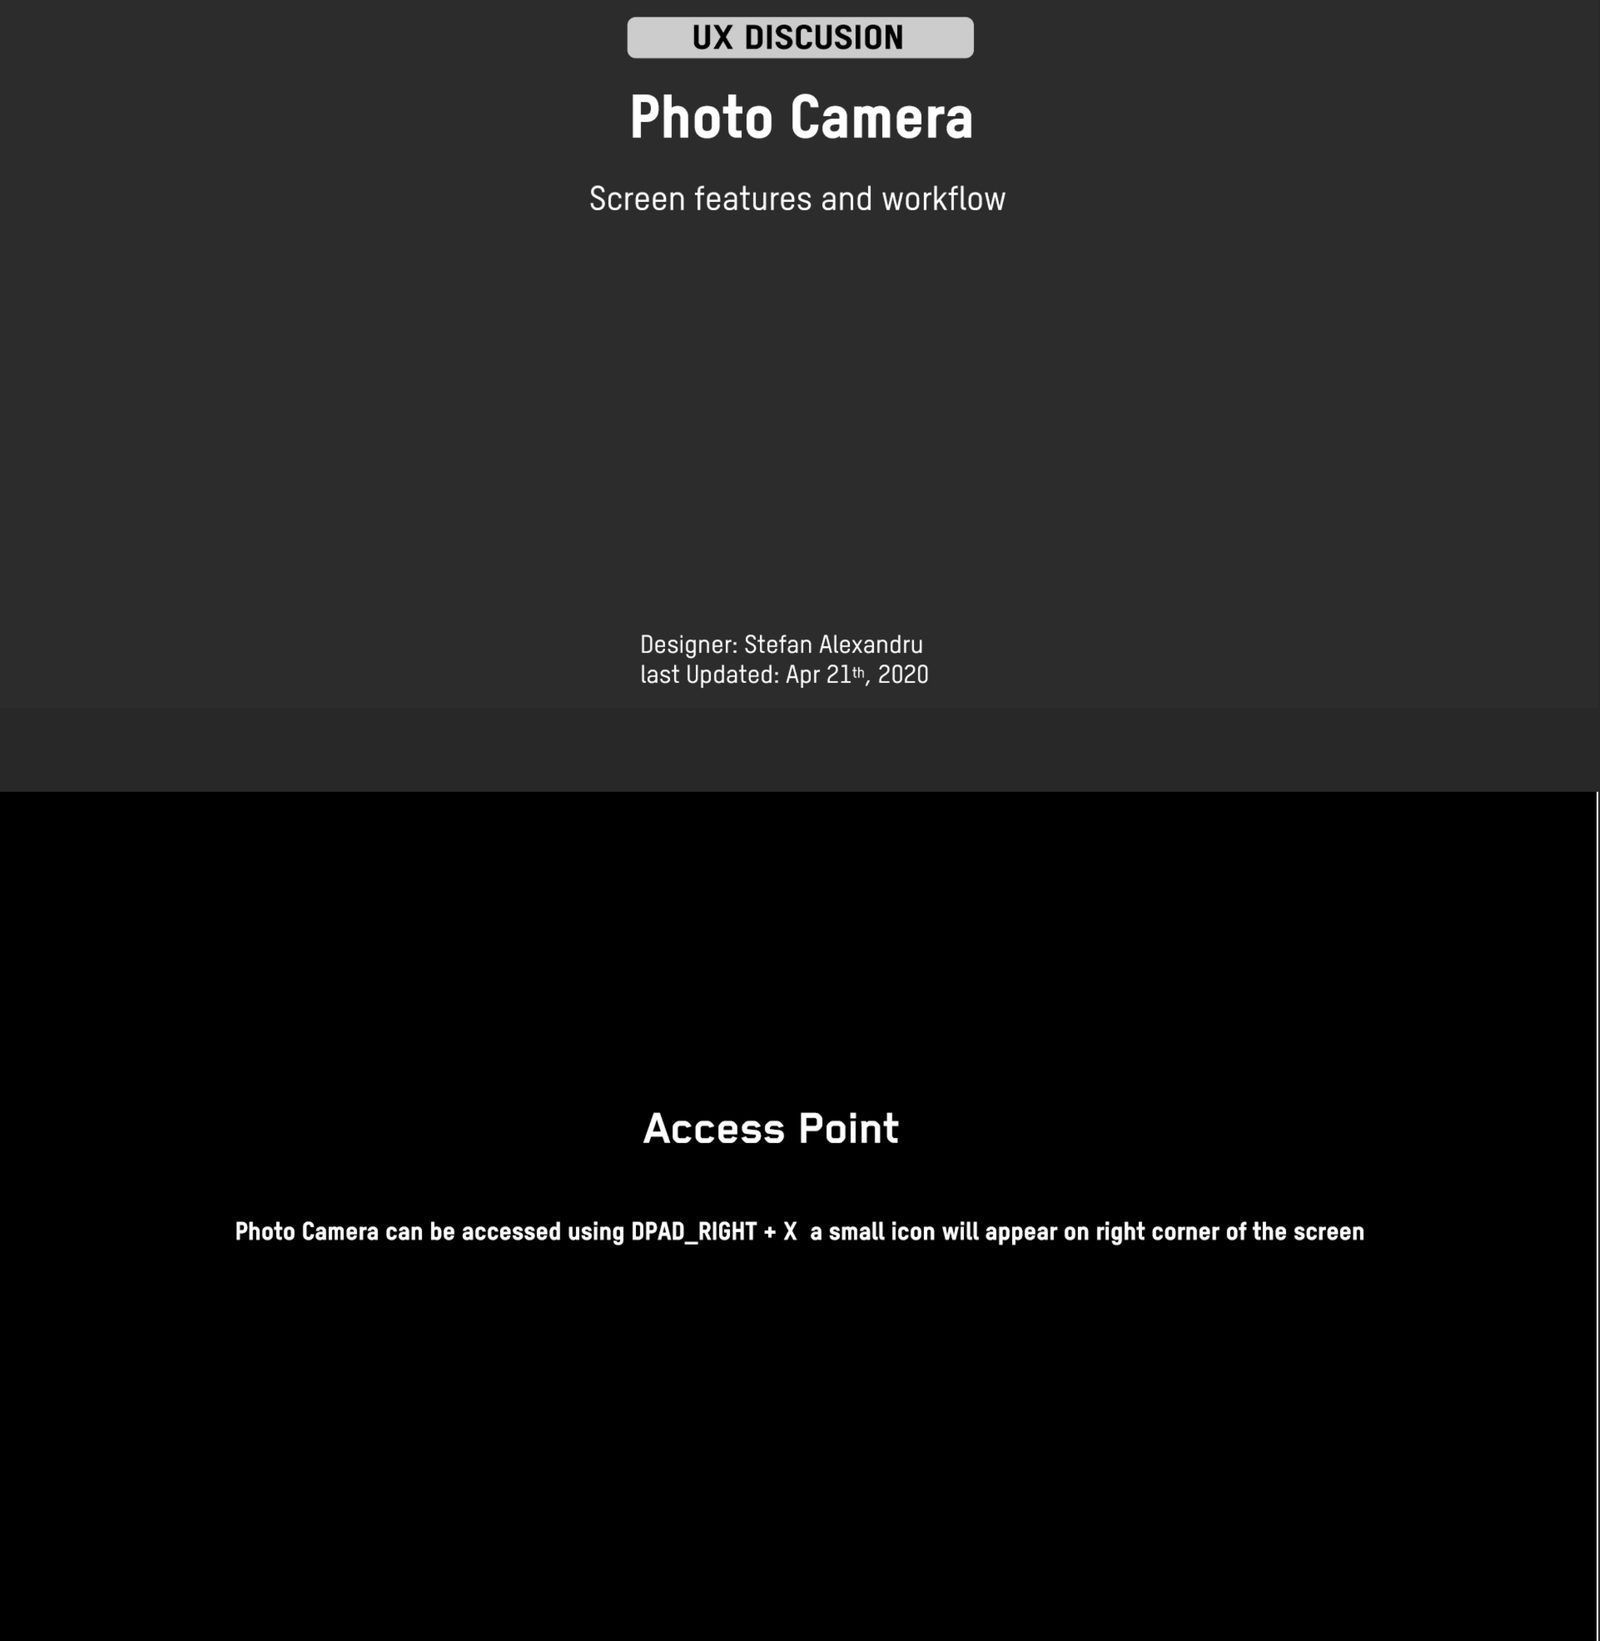 UX DISCUSION
Photo Camera
Screen features and workflow
Designer: Stefan Alexandru
last Updated: Apr 21th, 2020
Access Point
Photo Camera can be accessed using DPAD_RIGHT + X  a small icon will appear on right corner of the screen